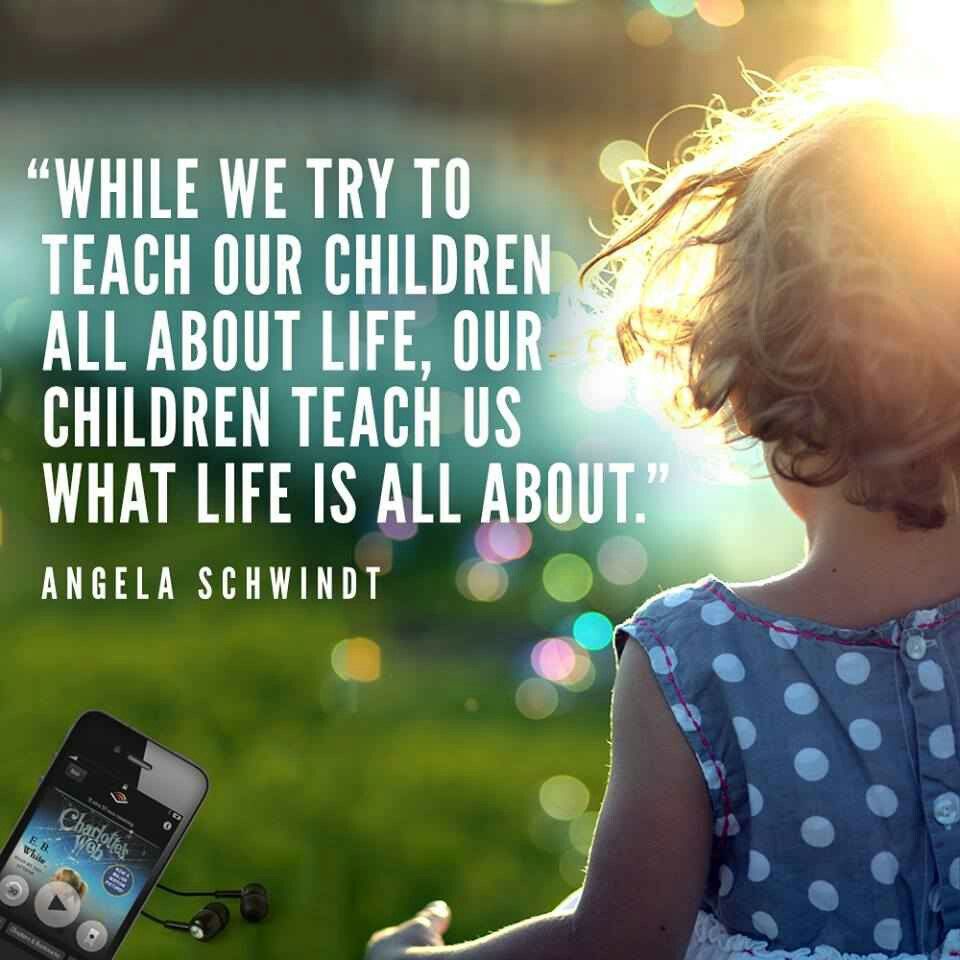 “WHILE WE TRY TO
TEACH OUR CHILDREN
ALL ABOUT LIFE, OUR
CHILDREN TEACH US
WHAT LIFE IS ALL ABOUT.”
ANGELA SCHWINDT
Charlotte's
Web
E. B.
White
30